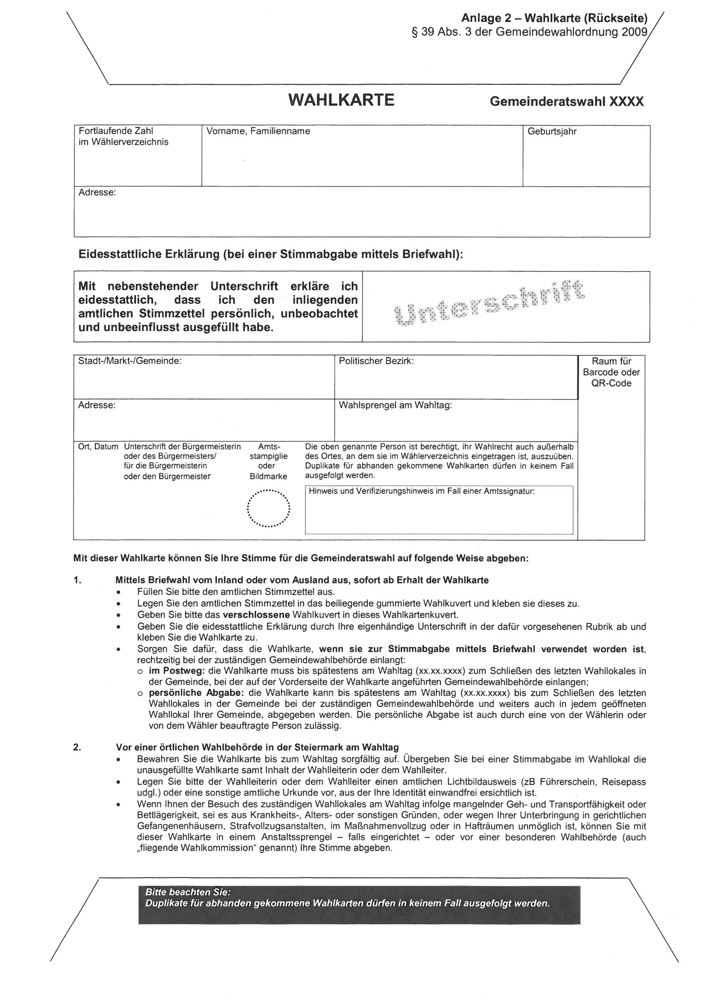 Anlage 2 – Wahlkarte (Rückseite)
§ 39 Abs. 3 der Gemeindewahlordnung 2009
WAHLKARTE
Gemeinderatswahl XXXX
Fortlaufende Zahl
im Wählerverzeichnis
Vorname, Familienname
Geburtsjahr
Adresse:
Eidesstattliche Erklärung (bei einer Stimmabgabe mittels Briefwahl):
Mit nebenstehender Unterschrift erkläre ich
eidesstattlich, dass ich den inliegenden
amtlichen Stimmzettel persönlich, unbeobachtet
und unbeeinflusst ausgefüllt habe.
Unterschrift
Stadt-/Markt-/Gemeinde:
Politischer Bezirk:
Raum für
Barcode oder
QR-Code
Adresse:
Wahlsprengel am Wahltag:
Ort, Datum
Unterschrift der Bürgermeisterin
oder des Bürgermeisters/
für die Bürgermeisterin
oder den Bürgermeister
Amts-
stampiglie
oder
Bildmarke
Die oben genannte Person ist berechtigt, ihr Wahlrecht auch außerhalb
des Ortes, an dem sie im Wählerverzeichnis eingetragen ist, auszuüben.
Duplikate für abhanden gekommene Wahlkarten dürfen in keinem Fall
ausgefolgt werden.
Hinweis und Verifizierungshinweis im Fall einer Amtssignatur:
Mit dieser Wahlkarte können Sie Ihre Stimme für die Gemeinderatswahl auf folgende Weise abgeben:
1. Mittels Briefwahl vom Inland oder vom Ausland aus, sofort ab Erhalt der Wahlkarte
• Füllen Sie bitte den amtlichen Stimmzettel aus.
• Legen Sie den amtlichen Stimmzettel in das beiliegende gummierte Wahlkuvert und kleben sie dieses zu.
• Geben Sie bitte das verschlossene Wahlkuvert in dieses Wahlkartenkuvert.
• Geben Sie die eidesstattliche Erklärung durch Ihre eigenhändige Unterschrift in der dafür vorgesehenen Rubrik ab und
kleben Sie die Wahlkarte zu.
• Sorgen Sie dafür, dass die Wahlkarte, wenn sie zur Stimmabgabe mittels Briefwahl verwendet worden ist,
rechtzeitig bei der zuständigen Gemeindewahlbehörde einlangt:
o im Postweg: die Wahlkarte muss bis spätestens am Wahltag (xx.xx.xxxx) zum Schließen des letzten Wahllokales in
der Gemeinde, bei der auf der Vorderseite der Wahlkarte angeführten Gemeindewahlbehörde einlangen;
o persönliche Abgabe: die Wahlkarte kann bis spätestens am Wahltag (xx.xx.xxxx) bis zum Schließen des letzten
Wahllokales in der Gemeinde bei der zuständigen Gemeindewahlbehörde und weiters auch in jedem geöffneten
Wahllokal Ihrer Gemeinde, abgegeben werden. Die persönliche Abgabe ist auch durch eine von der Wählerin oder
von dem Wähler beauftragte Person zulässig.
2. Vor einer örtlichen Wahlbehörde in der Steiermark am Wahltag
• Bewahren Sie die Wahlkarte bis zum Wahltag sorgfältig auf. Übergeben Sie bei einer Stimmabgabe im Wahllokal die
unausgefüllte Wahlkarte samt Inhalt der Wahlleiterin oder dem Wahlleiter.
• Legen Sie bitte der Wahlleiterin oder dem Wahlleiter einen amtlichen Lichtbildausweis (zB Führerschein, Reisepass
udgl.) oder eine sonstige amtliche Urkunde vor, aus der Ihre Identität einwandfrei ersichtlich ist.
• Wenn Ihnen der Besuch des zuständigen Wahllokales am Wahltag infolge mangelnder Geh- und Transportfähigkeit oder
Bettlägerigkeit, sei es aus Krankheits-, Alters- oder sonstigen Gründen, oder wegen Ihrer Unterbringung in gerichtlichen
Gefangenenhäusern, Strafvollzugsanstalten, im Maßnahmenvollzug oder in Hafträumen unmöglich ist, können Sie mit
dieser Wahlkarte in einem Anstaltssprengel – falls eingerichtet – oder vor einer besonderen Wahlbehörde (auch
„fliegende Wahlkommission“ genannt) Ihre Stimme abgeben.
Bitte beachten Sie:
Duplikate für abhanden gekommene Wahlkarten dürfen in keinem Fall ausgefolgt werden.